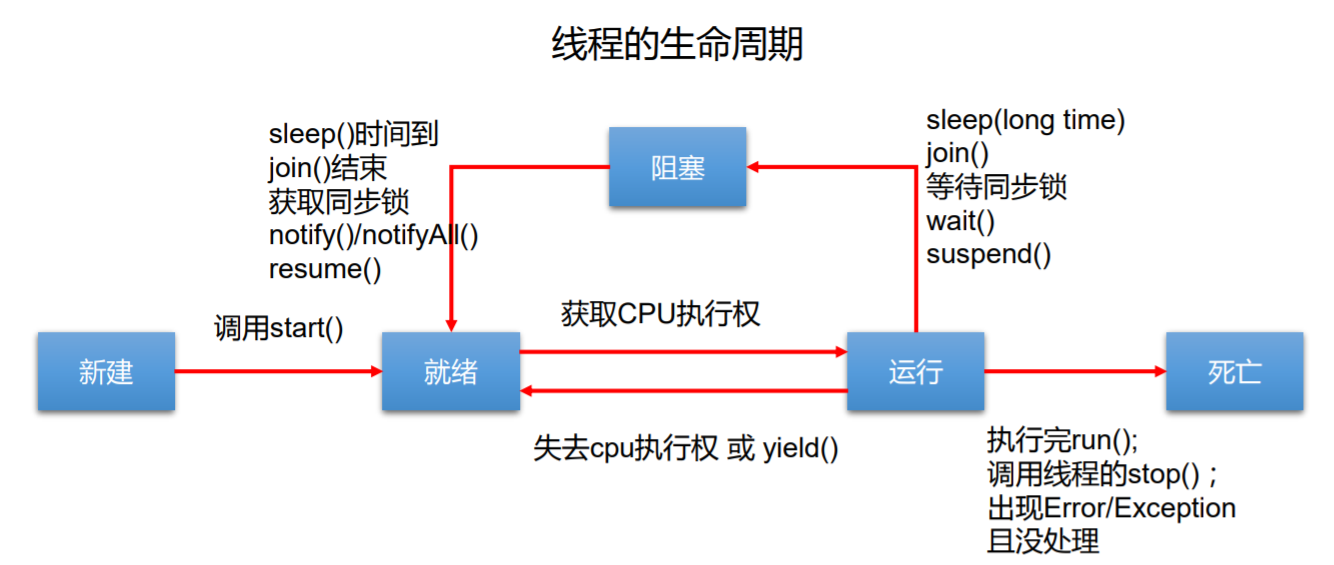 线程的生命周期
sleep()时间到
join()结束
获取同步锁
notify()/notifyAll()
resume()
阻塞
sleep(long time)
join()
等待同步锁
wait()
suspend()
调用start()
获取CPU执行权
新建
就绪
运行
死亡
失去cpu执行权 或 yield()
执行完run();
调用线程的stop() ;
出现Error/Exception
且没处理